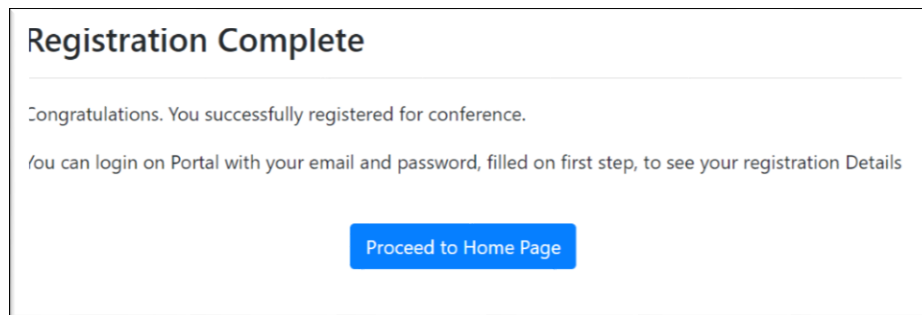 Registration Complete
Congratulations. You successfully registered for conference.
You can login on Portal with your email and password, filled on first step, to see your registration Details
Proceed to Home Page